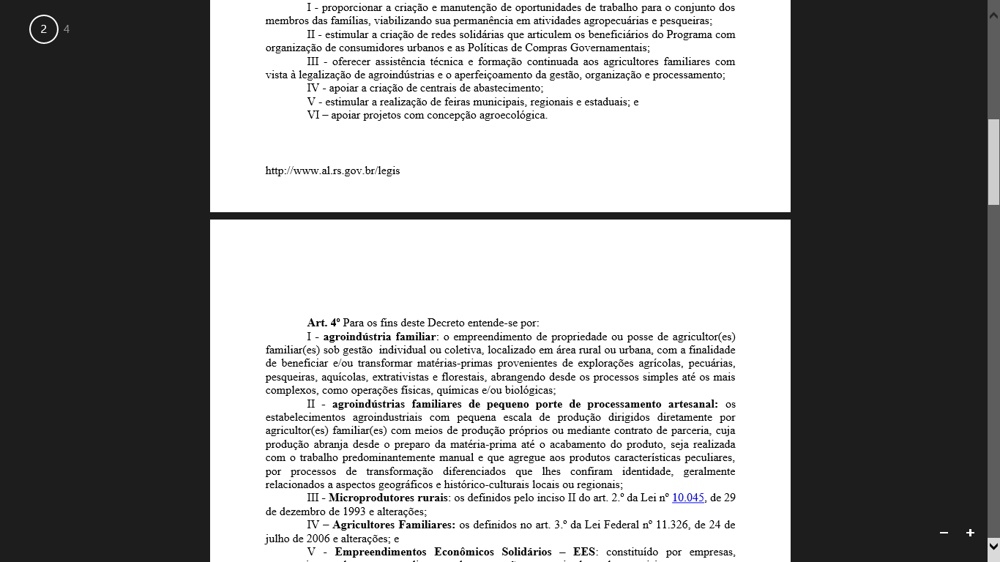 2 4
I - proporcionar a criação e manutenção de oportunidades de trabalho para o conjunto dos
membros das famílias, viabilizando sua permanência em atividades agropecuárias e pesqueiras;
II - estimular a criação de redes solidárias que articulem os beneficiários do Programa com
organização de consumidores urbanos e as Políticas de Compras Governamentais;
III - oferecer assistência técnica e formação continuada aos agricultores familiares com
vista à legalização de agroindústrias e o aperfeiçoamento da gestão, organização e processamento;
IV - apoiar a criação de centrais de abastecimento;
V - estimular a realização de feiras municipais, regionais e estaduais; e
VI – apoiar projetos com concepção agroecológica.
http://www.al.rs.gov.br/legis
Art. 4º Para os fins deste Decreto entende-se por:
I - agroindústria familiar: o empreendimento de propriedade ou posse de agricultor(es)
familiar(es) sob gestão individual ou coletiva, localizado em área rural ou urbana, com a finalidade
de beneficiar e/ou transformar matérias-primas provenientes de explorações agrícolas, pecuárias,
pesqueiras, aquícolas, extrativistas e florestais, abrangendo desde os processos simples até os mais
complexos, como operações físicas, químicas e/ou biológicas;
II - agroindústrias familiares de pequeno porte de processamento artesanal: os
estabelecimentos agroindustriais com pequena escala de produção dirigidos diretamente por
agricultor(es) familiar(es) com meios de produção próprios ou mediante contrato de parceria, cuja
produção abranja desde o preparo da matéria-prima até o acabamento do produto, seja realizada
com o trabalho predominantemente manual e que agregue aos produtos características peculiares,
por processos de transformação diferenciados que lhes confiram identidade, geralmente
relacionados a aspectos geográficos e histórico-culturais locais ou regionais;
III - Microprodutores rurais: os definidos pelo inciso II do art. 2.º da Lei nº 10.045, de 29
de dezembro de 1993 e alterações;
IV – Agricultores Familiares: os definidos no art. 3.º da Lei Federal nº 11.326, de 24 de
julho de 2006 e alterações; e
V - Empreendimentos Econômicos Solidários – EES: constituído por empresas,